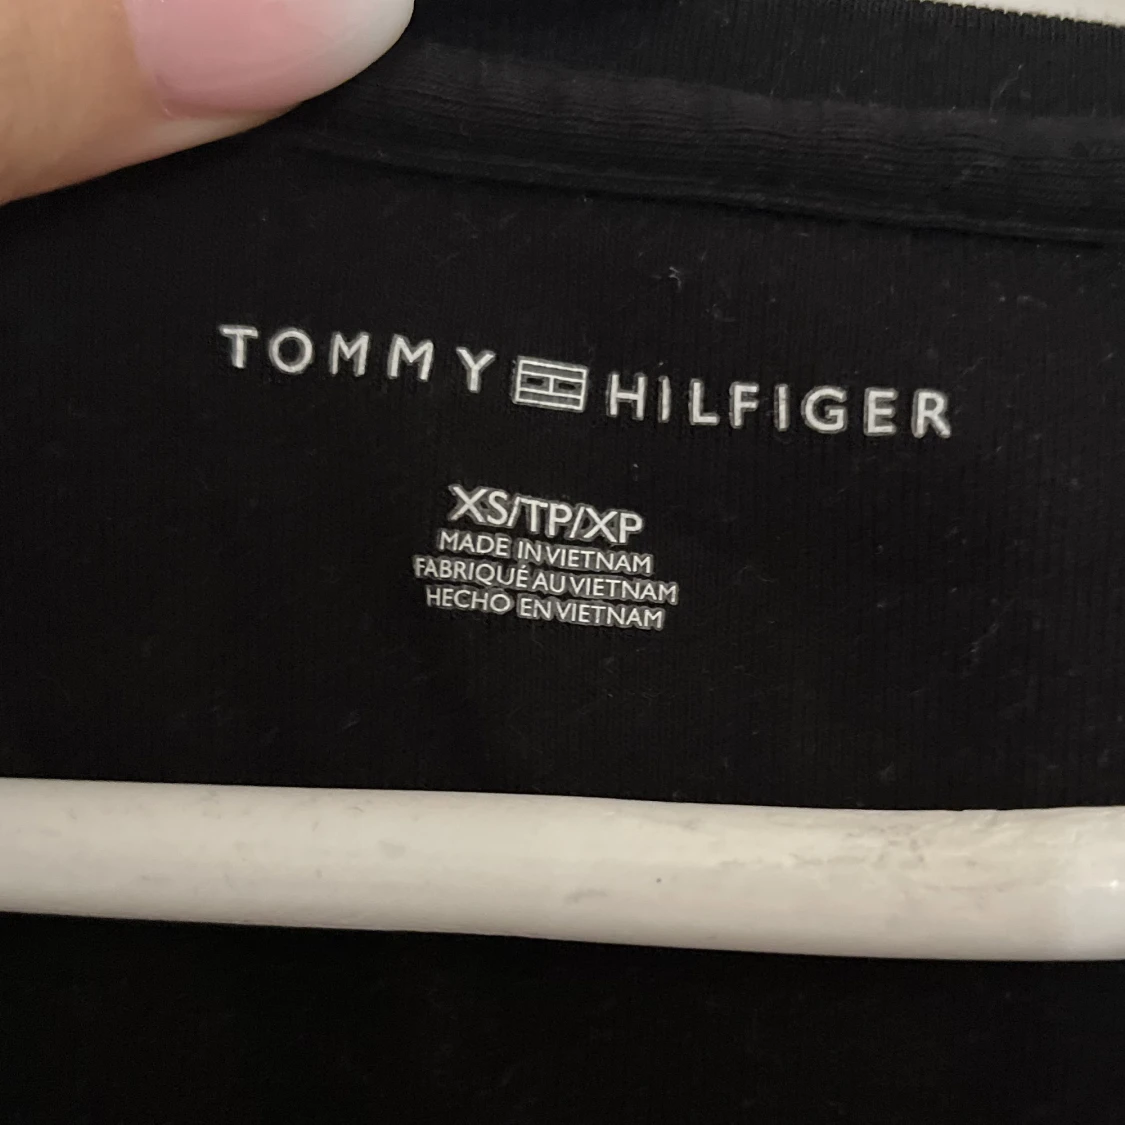 TOMMY HILFIGER
XS/TP/XP
MADE IN VIETNAM
FABRIQUÉ AU VIETNAM
HECHO EN VIETNAM